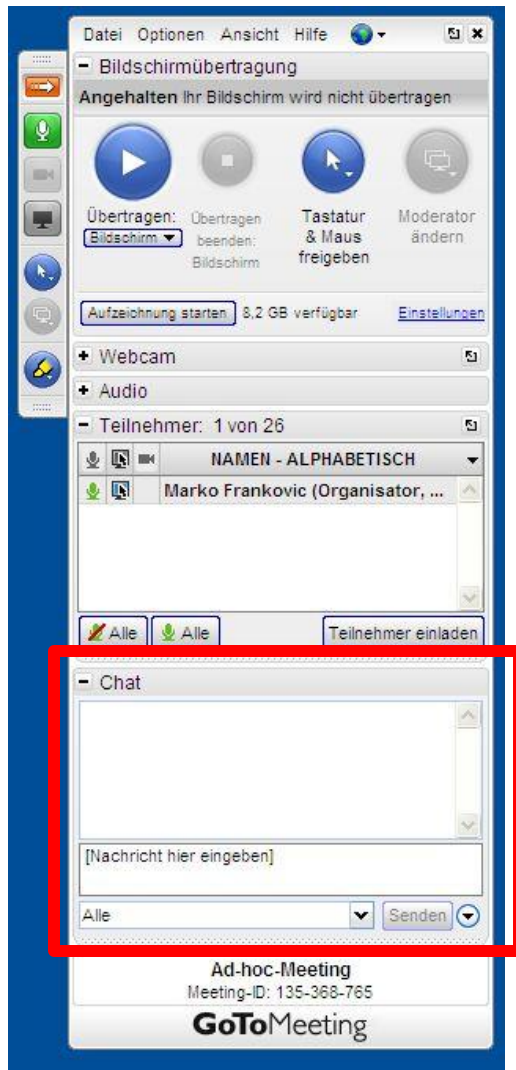 Datei Optionen Ansicht Hilfe
Bildschirmübertragung
Angehalten Ihr Bildschirm wird nicht übertragen
Übertragen:
Bildschirm
Übertragen
beenden:
Bildschirm
Tastatur
& Maus
freigeben
Moderator
ändern
Aufzeichnung starten 8,2 GB verfügbar Einstellungen
Webcam
Audio
Teilnehmer: 1 von 26
NAMEN - ALPHABETISCH
Marko Frankovic (Organisator, ...
Alle Alle Teilnehmer einladen
Chat
[Nachricht hier eingeben]
Alle Senden
Ad-hoc-Meeting
Meeting-ID: 135-368-765
GoToMeeting